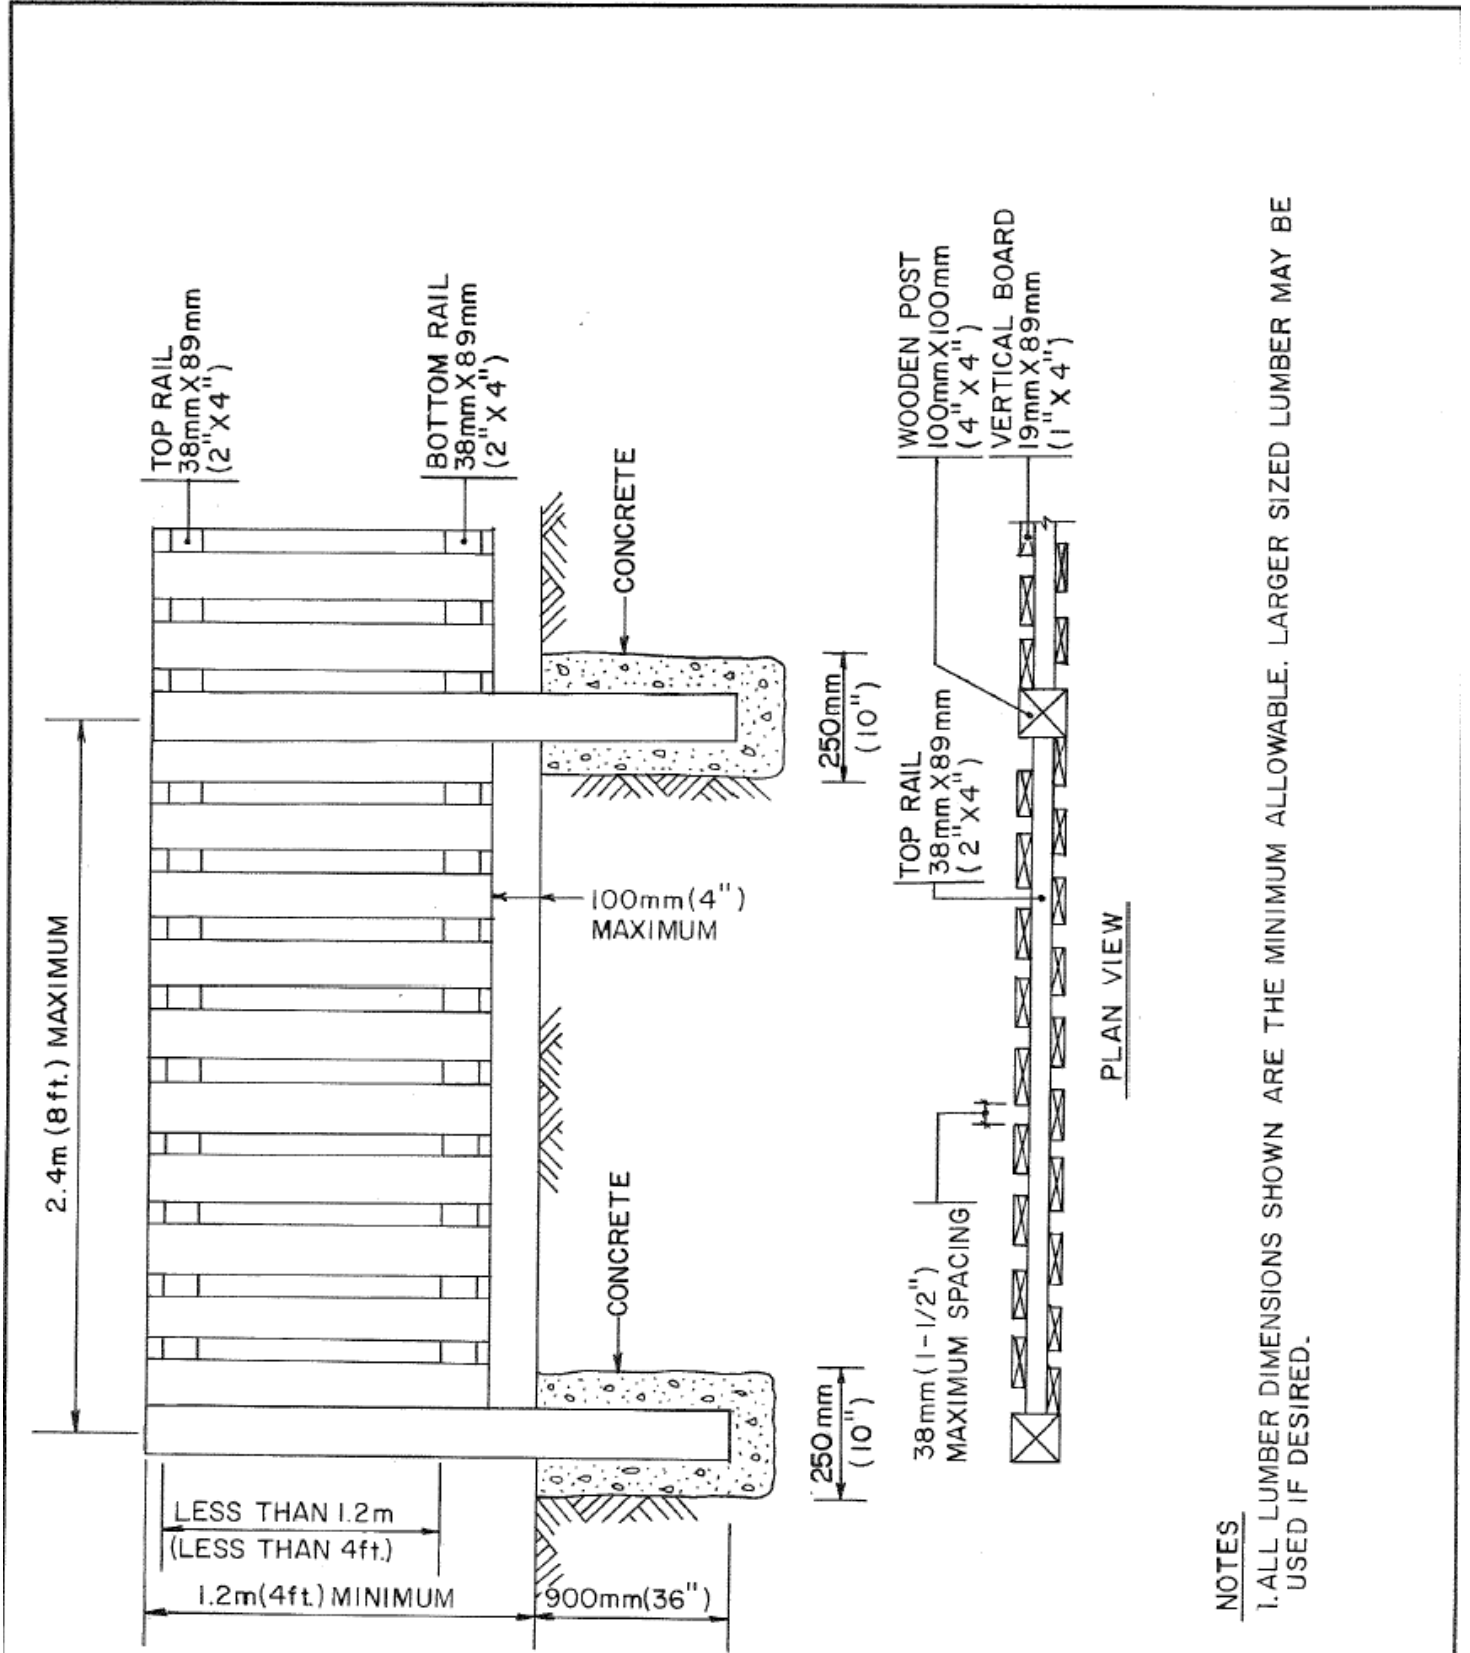 2.4m (8ft.) MAXIMUM
TOP RAIL
38mm X 89mm
(2"X4")
BOTTOM RAIL
38mm X 89mm
(2"X 4")
LESS THAN 1.2m
(LESS THAN 4ft.)
1.2m(4ft.) MINIMUM
900mm(36")
100mm(4")
MAXIMUM
CONCRETE
CONCRETE
250mm
(10")
250mm
(10")
TOP RAIL
38mm X 89mm
(2"X4")
WOODEN POST
100mm X 100mm
(4" X 4")
VERTICAL BOARD
19mm X 89mm
(1" X 4")
38mm (1-1/2")
MAXIMUM SPACING
PLAN VIEW
NOTES
1. ALL LUMBER DIMENSIONS SHOWN ARE THE MINIMUM ALLOWABLE. LARGER SIZED LUMBER MAY BE
USED IF DESIRED.